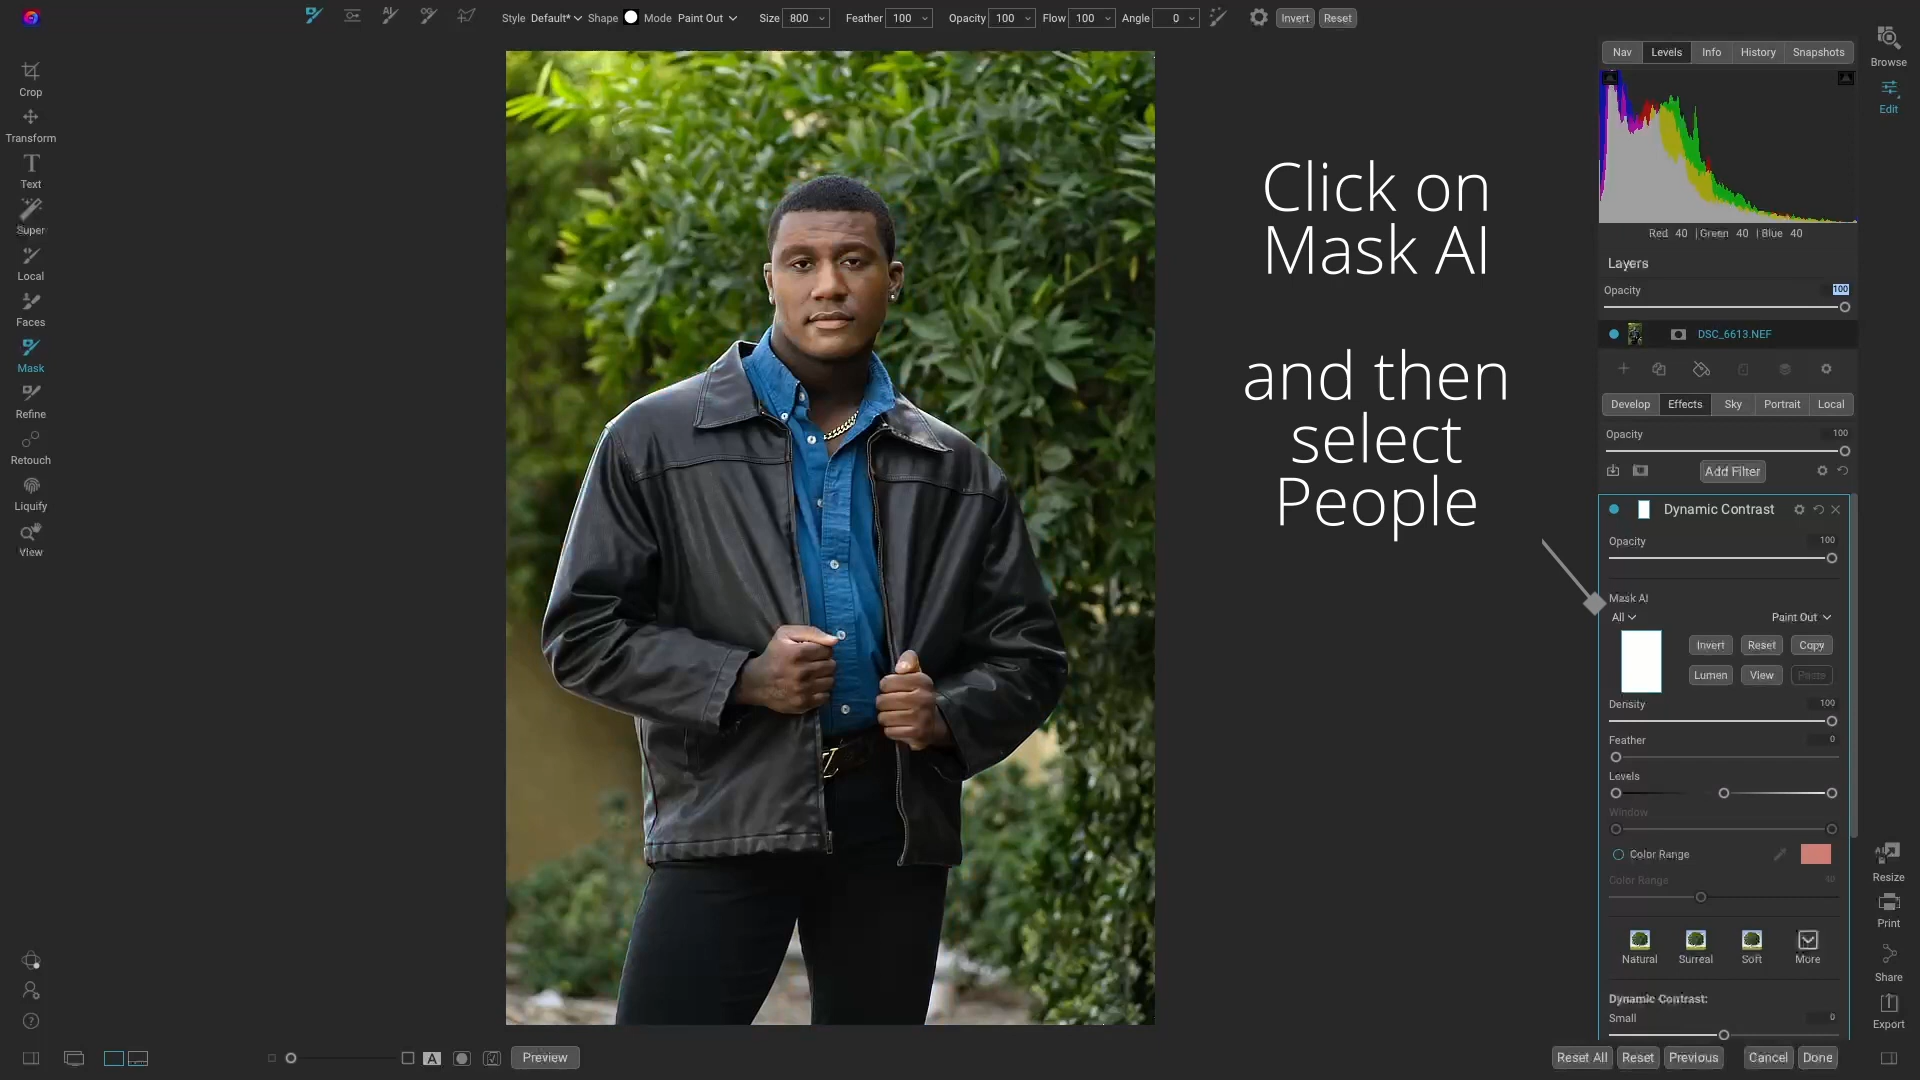 Style Default* Shape Mode Paint Out Size 800 Feather 100 Opacity 100 Flow 100 Angle 0 Invert Reset
Nav Levels Info History Snapshots
Browse
Edit
Crop
Transform
Text
Super
Local
Faces
Mask
Refine
Retouch
Liquify
View
Click on
Mask AI
and then
select
People
Red 40 | Green 40 | Blue 40
Layers
Opacity 100
DSC_6613.NEF
Develop Effects Sky Portrait Local
Opacity 100
Add Filter
Dynamic Contrast
Opacity 100
Mask AI
All Paint Out
Invert Reset Copy
Lumen View Paste
Density 100
Feather 0
Levels
Window
Color Range
Color Range 40
Natural Surreal Soft More
Dynamic Contrast:
Small 0
AI
Resize
Print
Share
Export
A Preview
Reset All Reset Previous Cancel Done